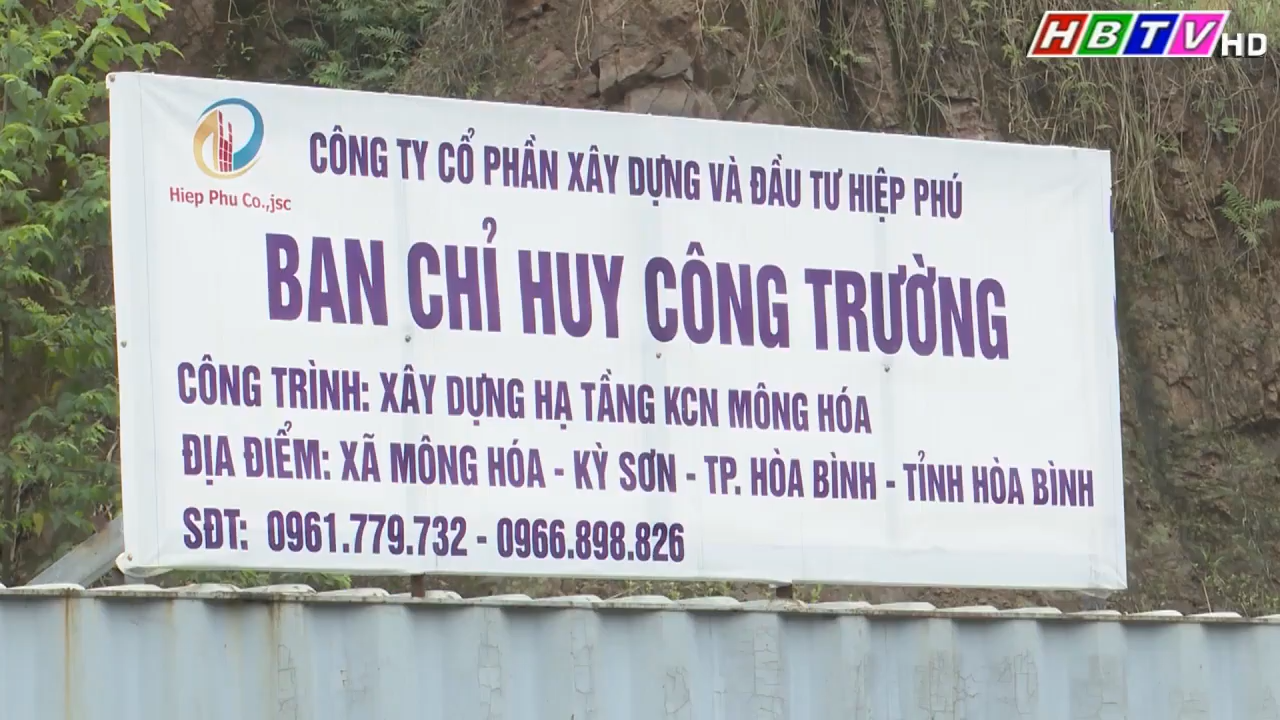 HBTV HD
Hiep Phu Co.,jsc
CÔNG TY CỔ PHẦN XÂY DỰNG VÀ ĐẦU TƯ HIỆP PHÚ
BAN CHỈ HUY CÔNG TRƯỜNG
CÔNG TRÌNH: XÂY DỰNG HẠ TẦNG KCN MÔNG HÓA
ĐỊA ĐIỂM: XÃ MÔNG HÓA - KỲ SƠN - TP. HÒA BÌNH - TỈNH HÒA BÌNH
SĐT: 0961.779.732 - 0966.898.826